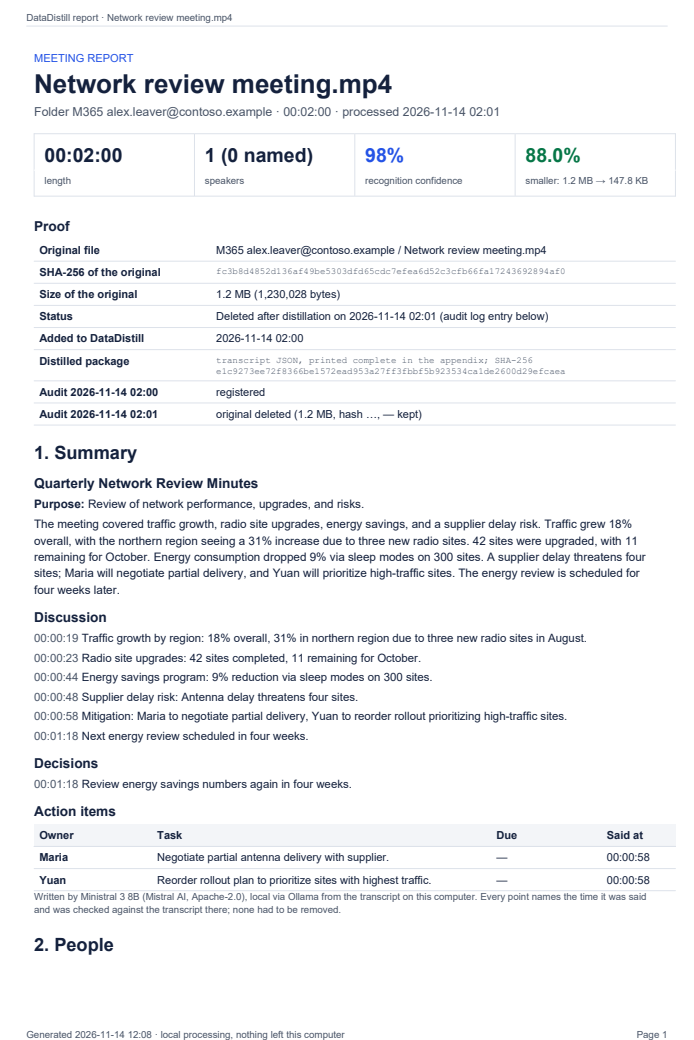 DataDistill report · Network review meeting.mp4
MEETING REPORT
Network review meeting.mp4
Folder M365 alex.leaver@contoso.example · 00:02:00 · processed 2026-11-14 02:01
00:02:00
length
1 (0 named)
speakers
98%
recognition confidence
88.0%
smaller: 1.2 MB → 147.8 KB
Proof
Original file M365 alex.leaver@contoso.example / Network review meeting.mp4
SHA-256 of the original fc3b8d4852d136af49be5303dfd65cdc7efea6d52c3cfb66fa17243692894af0
Size of the original 1.2 MB (1,230,028 bytes)
Status Deleted after distillation on 2026-11-14 02:01 (audit log entry below)
Added to DataDistill 2026-11-14 02:00
Distilled package transcript JSON, printed complete in the appendix; SHA-256
e1c9273ee72f8366be1572ead953a27ff3fbbf5b923534ca1de2600d29efcaea
Audit 2026-11-14 02:00 registered
Audit 2026-11-14 02:01 original deleted (1.2 MB, hash …, — kept)
1. Summary
Quarterly Network Review Minutes
Purpose: Review of network performance, upgrades, and risks.
The meeting covered traffic growth, radio site upgrades, energy savings, and a supplier delay risk. Traffic grew 18%
overall, with the northern region seeing a 31% increase due to three new radio sites. 42 sites were upgraded, with 11
remaining for October. Energy consumption dropped 9% via sleep modes on 300 sites. A supplier delay threatens four
sites; Maria will negotiate partial delivery, and Yuan will prioritize high-traffic sites. The energy review is scheduled for
four weeks later.
Discussion
00:00:19 Traffic growth by region: 18% overall, 31% in northern region due to three new radio sites in August.
00:00:23 Radio site upgrades: 42 sites completed, 11 remaining for October.
00:00:44 Energy savings program: 9% reduction via sleep modes on 300 sites.
00:00:48 Supplier delay risk: Antenna delay threatens four sites.
00:00:58 Mitigation: Maria to negotiate partial delivery, Yuan to reorder rollout prioritizing high-traffic sites.
00:01:18 Next energy review scheduled in four weeks.
Decisions
00:01:18 Review energy savings numbers again in four weeks.
Action items
Owner Task Due Said at
Maria Negotiate partial antenna delivery with supplier. — 00:00:58
Yuan Reorder rollout plan to prioritize sites with highest traffic. — 00:00:58
Written by Ministral 3 8B (Mistral AI, Apache-2.0), local via Ollama from the transcript on this computer. Every point names the time it was said
and was checked against the transcript there; none had to be removed.
2. People
Generated 2026-11-14 12:08 · local processing, nothing left this computer
Page 1